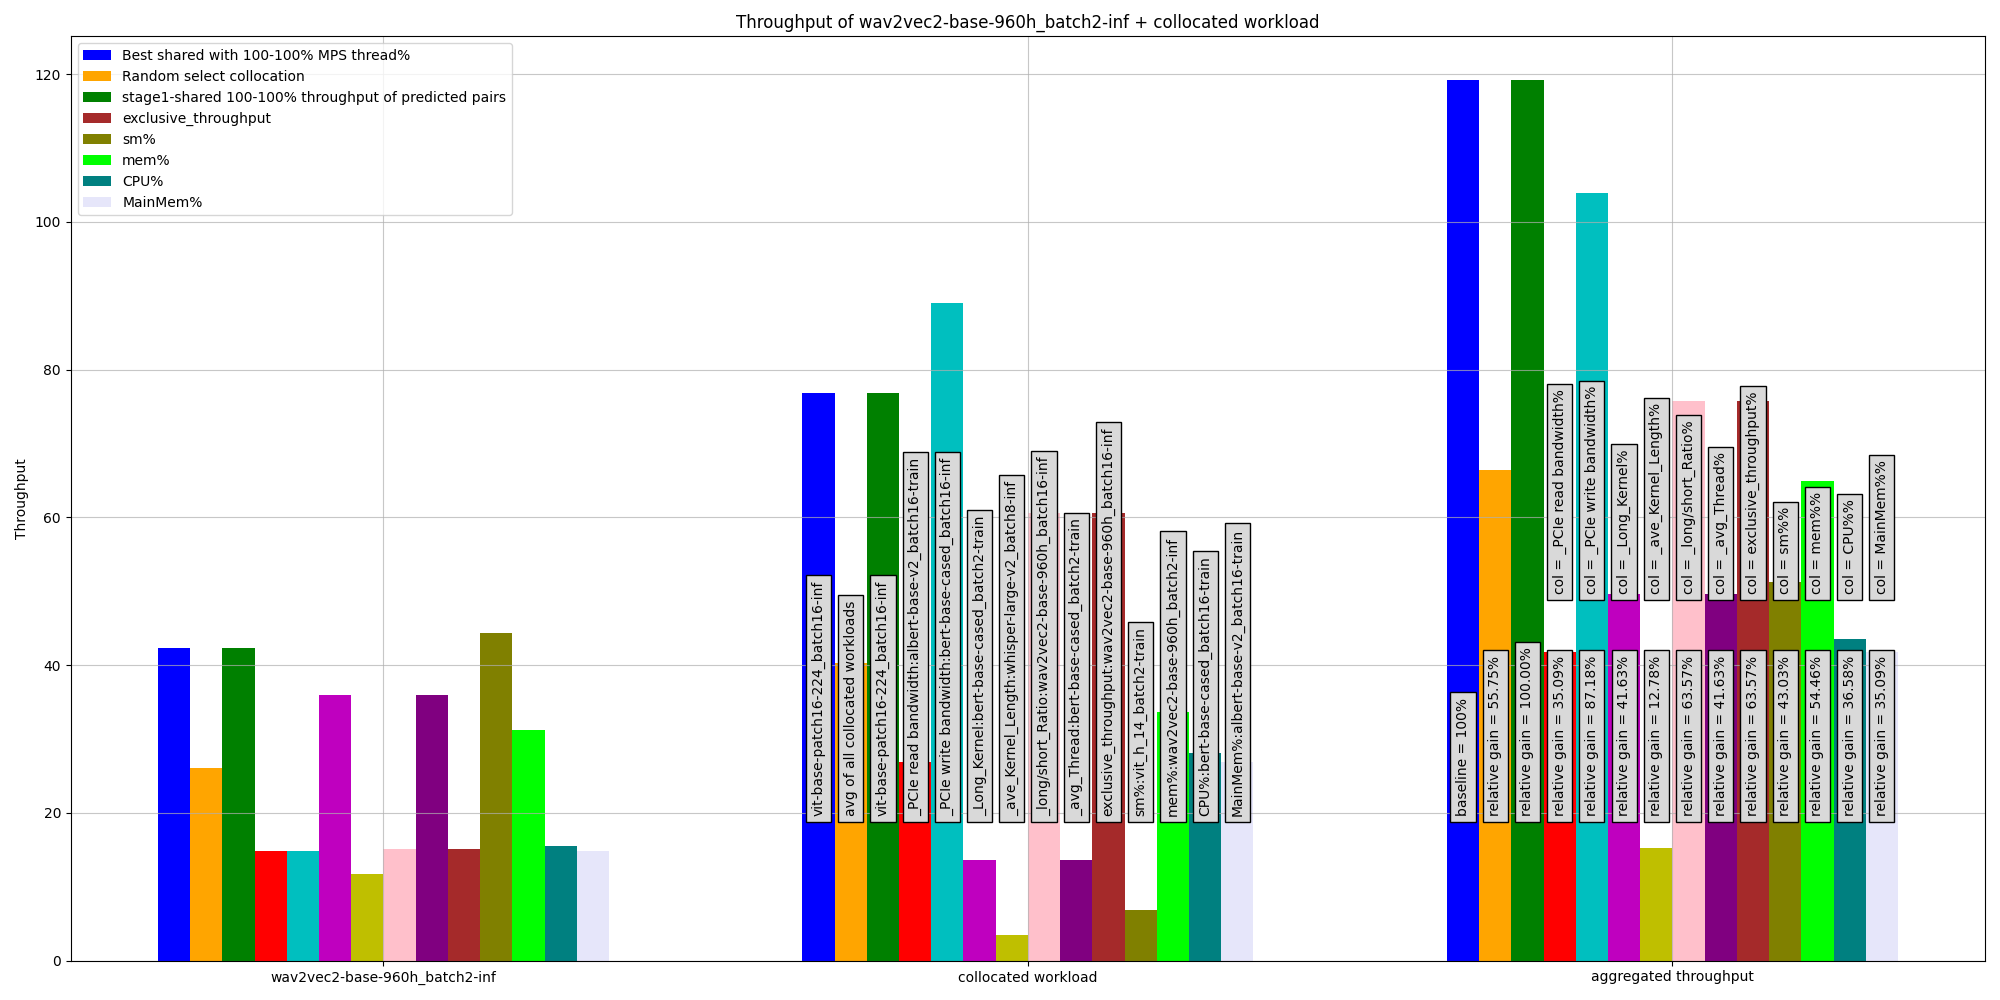 Throughput of wav2vec2-base-960h_batch2-inf + collocated workload
Best shared with 100-100% MPS thread%
Random select collocation
stage1-shared 100-100% throughput of predicted pairs
exclusive_throughput
sm%
mem%
CPU%
MainMem%
Throughput
120
100
80
60
40
20
0
vit-base-patch16-224_batch16-inf
avg of all collocated workloads
vit-base-patch16-224_batch16-inf
_PCIe read bandwidth:albert-base-v2_batch16-train
_PCIe write bandwidth:bert-base-cased_batch16-inf
_Long_Kernel:bert-base-cased_batch2-train
_ave_Kernel_Length:whisper-large-v2_batch8-inf
_long/short_Ratio:wav2vec2-base-960h_batch16-inf
_avg_Thread:bert-base-cased_batch2-train
exclusive_throughput:wav2vec2-base-960h_batch16-inf
sm%:vit_h_14_batch2-train
mem%:wav2vec2-base-960h_batch2-inf
CPU%:bert-base-cased_batch16-train
MainMem%:albert-base-v2_batch16-train
col = _PCIe read bandwidth%
col = _PCIe write bandwidth%
col = _Long_Kernel%
col = _ave_Kernel_Length%
col = _long/short_Ratio%
col = _avg_Thread%
col = exclusive_throughput%
col = sm%%
col = mem%%
col = CPU%%
col = MainMem%%
baseline = 100%
relative gain = 55.75%
relative gain = 100.00%
relative gain = 35.09%
relative gain = 87.18%
relative gain = 41.63%
relative gain = 12.78%
relative gain = 63.57%
relative gain = 41.63%
relative gain = 63.57%
relative gain = 43.03%
relative gain = 54.46%
relative gain = 36.58%
relative gain = 35.09%
wav2vec2-base-960h_batch2-inf
collocated workload
aggregated throughput